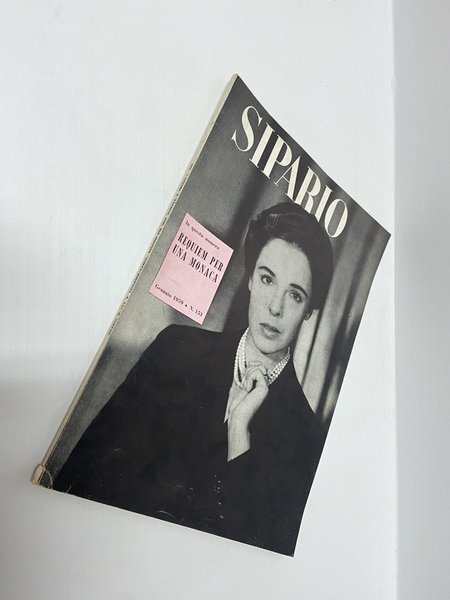 SIPARIO
In questo numero
REQUIEM PER
UNA MONACA
Gennaio 1959 • N. 153